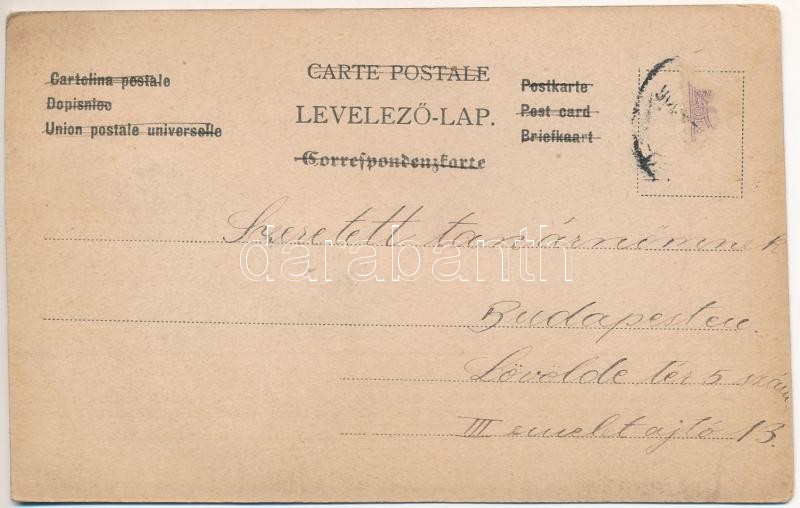 Cartolina postale
Dopisnice
Union postale universelle
CARTE POSTALE
LEVELEZŐ-LAP.
Correspondenzkarte
Postkarte
Post card
Briefkaart
Szeretett tanárnőmnek
Budapesten.
Lövölde tér 5 szám
III emelet ajtó 13.
darabanth